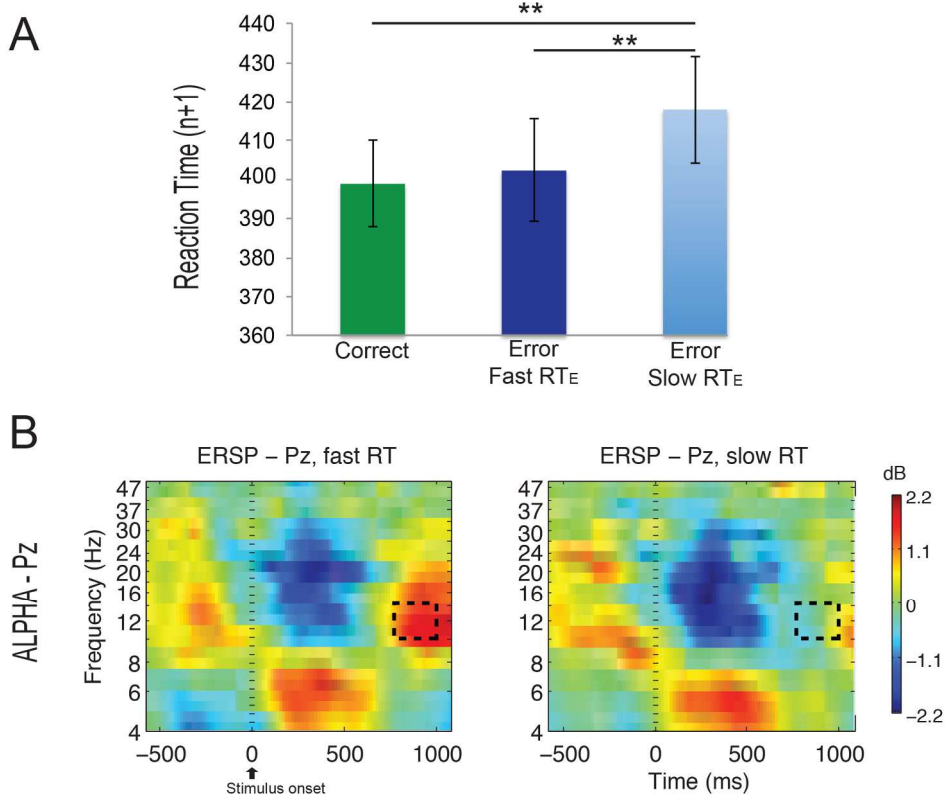 A
**
**
440
430
420
410
400
390
380
370
360
Reaction Time (n+1)
Correct
Error
Fast RTE
Error
Slow RTE
B
ERSP – Pz, fast RT
ERSP – Pz, slow RT
dB
ALPHA - Pz
Frequency (Hz)
47
37
30
24
20
16
12
8
6
4
−500
0
500
1000
Stimulus onset
47
37
30
24
20
16
12
8
6
4
−500
0
500
1000
Time (ms)
2.2
1.1
0
−1.1
−2.2